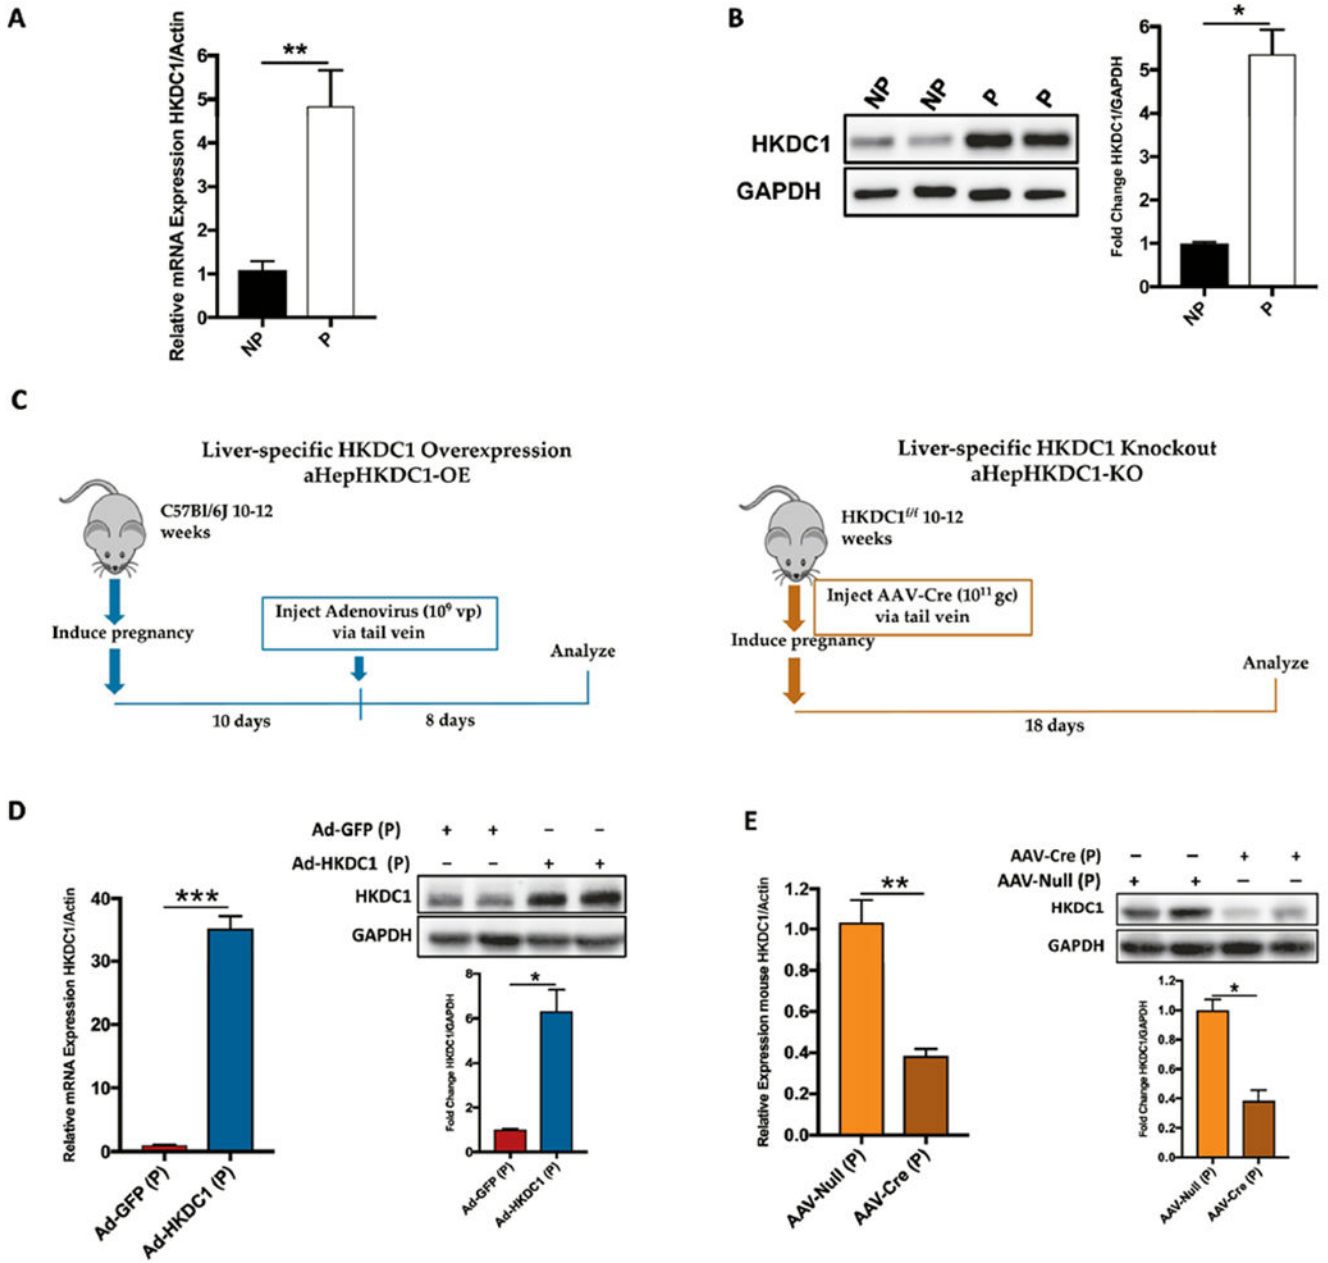 A
Relative mRNA Expression HKDC1/Actin
6
5
4
3
2
1
0
**
NP
P
B
NP NP P P
HKDC1
GAPDH
Fold Change HKDC1/GAPDH
6
5
4
3
2
1
0
*
NP
P
C
Liver-specific HKDC1 Overexpression
aHepHKDC1-OE
C57Bl/6J 10-12
weeks
Induce pregnancy
Inject Adenovirus (10⁹ vp)
via tail vein
Analyze
10 days
8 days
Liver-specific HKDC1 Knockout
aHepHKDC1-KO
HKDC1f/f 10-12
weeks
Inject AAV-Cre (10¹¹ gc)
via tail vein
Induce pregnancy
Analyze
18 days
D
Relative mRNA Expression HKDC1/Actin
40
30
20
10
0
***
Ad-GFP (P)
Ad-HKDC1 (P)
Ad-GFP (P) + + – –
Ad-HKDC1 (P) – – + +
HKDC1
GAPDH
Fold Change HKDC1/GAPDH
8
6
4
2
0
*
Ad-GFP (P)
Ad-HKDC1 (P)
E
Relative Expression mouse HKDC1/Actin
1.2
1.0
0.8
0.6
0.4
0.2
0.0
**
AAV-Null (P)
AAV-Cre (P)
AAV-Cre (P) – – + +
AAV-Null (P) + + – –
HKDC1
GAPDH
Fold Change HKDC1/GAPDH
1.2
1.0
0.8
0.6
0.4
0.2
0.0
*
AAV-Null (P)
AAV-Cre (P)